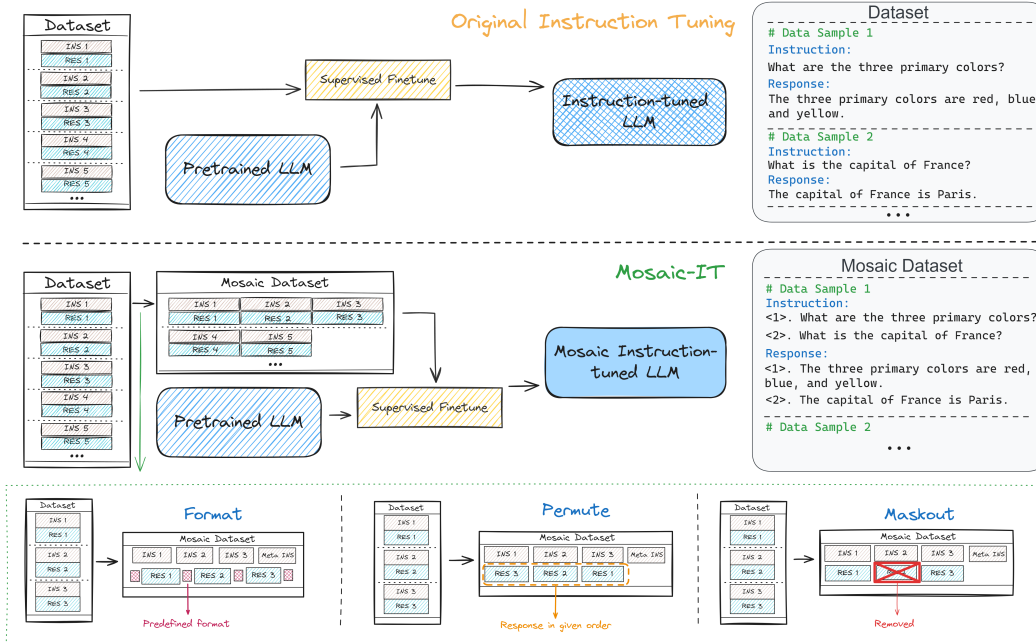 Original Instruction Tuning
Dataset
INS 1
RES 1
INS 2
RES 2
INS 3
RES 3
INS 4
RES 4
INS 5
RES 5
...
Supervised Finetune
Pretrained LLM
Instruction-tuned
LLM
Dataset
# Data Sample 1
Instruction:
What are the three primary colors?
Response:
The three primary colors are red, blue
and yellow.
# Data Sample 2
Instruction:
What is the capital of France?
Response:
The capital of France is Paris.
...
Mosaic-IT
Dataset
INS 1
RES 1
INS 2
RES 2
INS 3
RES 3
INS 4
RES 4
INS 5
RES 5
...
Mosaic Dataset
INS 1 INS 2 INS 3
RES 1 RES 2 RES 3
INS 4 INS 5
RES 4 RES 5
...
Pretrained LLM
Supervised Finetune
Mosaic Instruction-
tuned LLM
Mosaic Dataset
# Data Sample 1
Instruction:
<1>. What are the three primary colors?
<2>. What is the capital of France?
Response:
<1>. The three primary colors are red,
blue, and yellow.
<2>. The capital of France is Paris.
# Data Sample 2
...
Dataset
INS 1
RES 1
INS 2
RES 2
INS 3
RES 3
Format
Mosaic Dataset
INS 1 INS 2 INS 3 Meta INS
RES 1 RES 2 RES 3
Predefined format
Dataset
INS 1
RES 1
INS 2
RES 2
INS 3
RES 3
Permute
Mosaic Dataset
INS 1 INS 2 INS 3 Meta INS
RES 3 RES 2 RES 1
Response in given order
Dataset
INS 1
RES 1
INS 2
RES 2
INS 3
RES 3
Maskout
Mosaic Dataset
INS 1 INS 2 INS 3 Meta INS
RES 1 RES 3
Removed